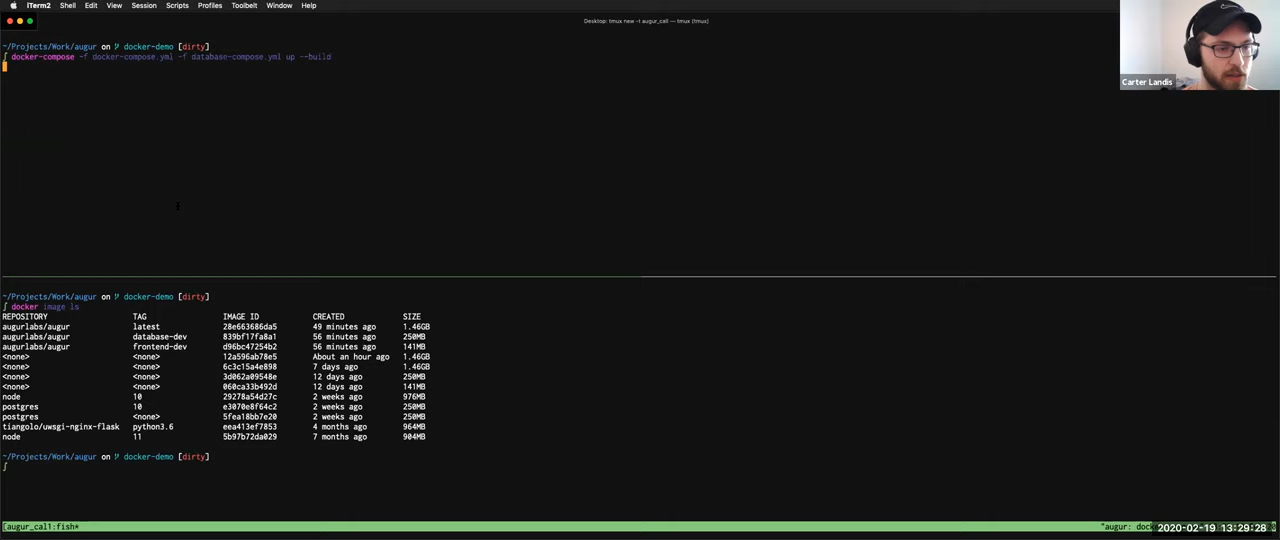 iTerm2 Shell Edit View Session Scripts Profiles Toolbelt Window Help
Desktop: tmux new -t augur_call — tmux (tmux)
~/Projects/Work/augur on docker-demo [dirty]
∫ docker-compose -f docker-compose.yml -f database-compose.yml up --build
Carter Landis
~/Projects/Work/augur on docker-demo [dirty]
∫ docker image ls
REPOSITORY TAG IMAGE ID CREATED SIZE
augurlabs/augur latest 28e663686da5 49 minutes ago 1.46GB
augurlabs/augur database-dev 839bf17fa8a1 56 minutes ago 250MB
augurlabs/augur frontend-dev d96bc47254b2 56 minutes ago 141MB
<none> <none> 12a596ab78e5 About an hour ago 1.46GB
<none> <none> 6c3c15a4e898 7 days ago 1.46GB
<none> <none> 3d062a09548e 12 days ago 250MB
<none> <none> 060ca33b492d 12 days ago 141MB
node 10 29278a54d27c 2 weeks ago 976MB
postgres 10 e3070e8f64c2 2 weeks ago 250MB
postgres <none> 5fea18bb7e20 2 weeks ago 250MB
tiangolo/uwsgi-nginx-flask python3.6 eea413ef7853 4 months ago 964MB
node 11 5b97b72da029 7 months ago 904MB
~/Projects/Work/augur on docker-demo [dirty]
∫
[augur_cal1:fish* "augur: dock 2020-02-19 13:29:28